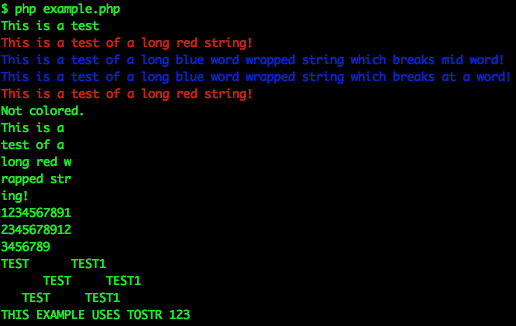 $ php example.php
This is a test
This is a test of a long red string!
This is a test of a long blue word wrapped string which breaks mid word!
This is a test of a long blue word wrapped string which breaks at a word!
This is a test of a long red string!
Not colored.
This is a
test of a
long red w
rapped str
ing!
1234567891
2345678912
3456789
TEST      TEST1
      TEST     TEST1
   TEST     TEST1
THIS EXAMPLE USES TOSTR 123